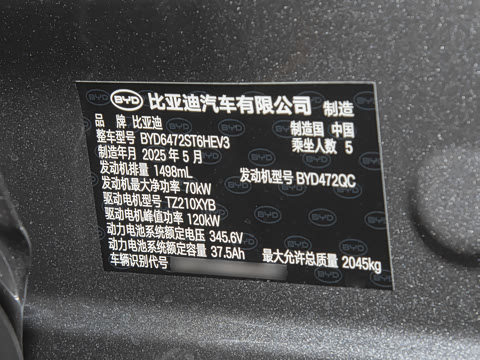 BYD 比亚迪汽车有限公司 制造
品 牌 比亚迪 制造国 中国
整车型号 BYD6472ST6HEV3 乘坐人数 5
制造年月 2025 年 5 月
发动机排量 1498mL 发动机型号 BYD472QC
发动机最大净功率 70kW
驱动电机型号 TZ210XYB
驱动电机峰值功率 120kW
动力电池系统额定电压 345.6V
动力电池系统额定容量 37.5Ah 最大允许总质量 2045kg
车辆识别代号